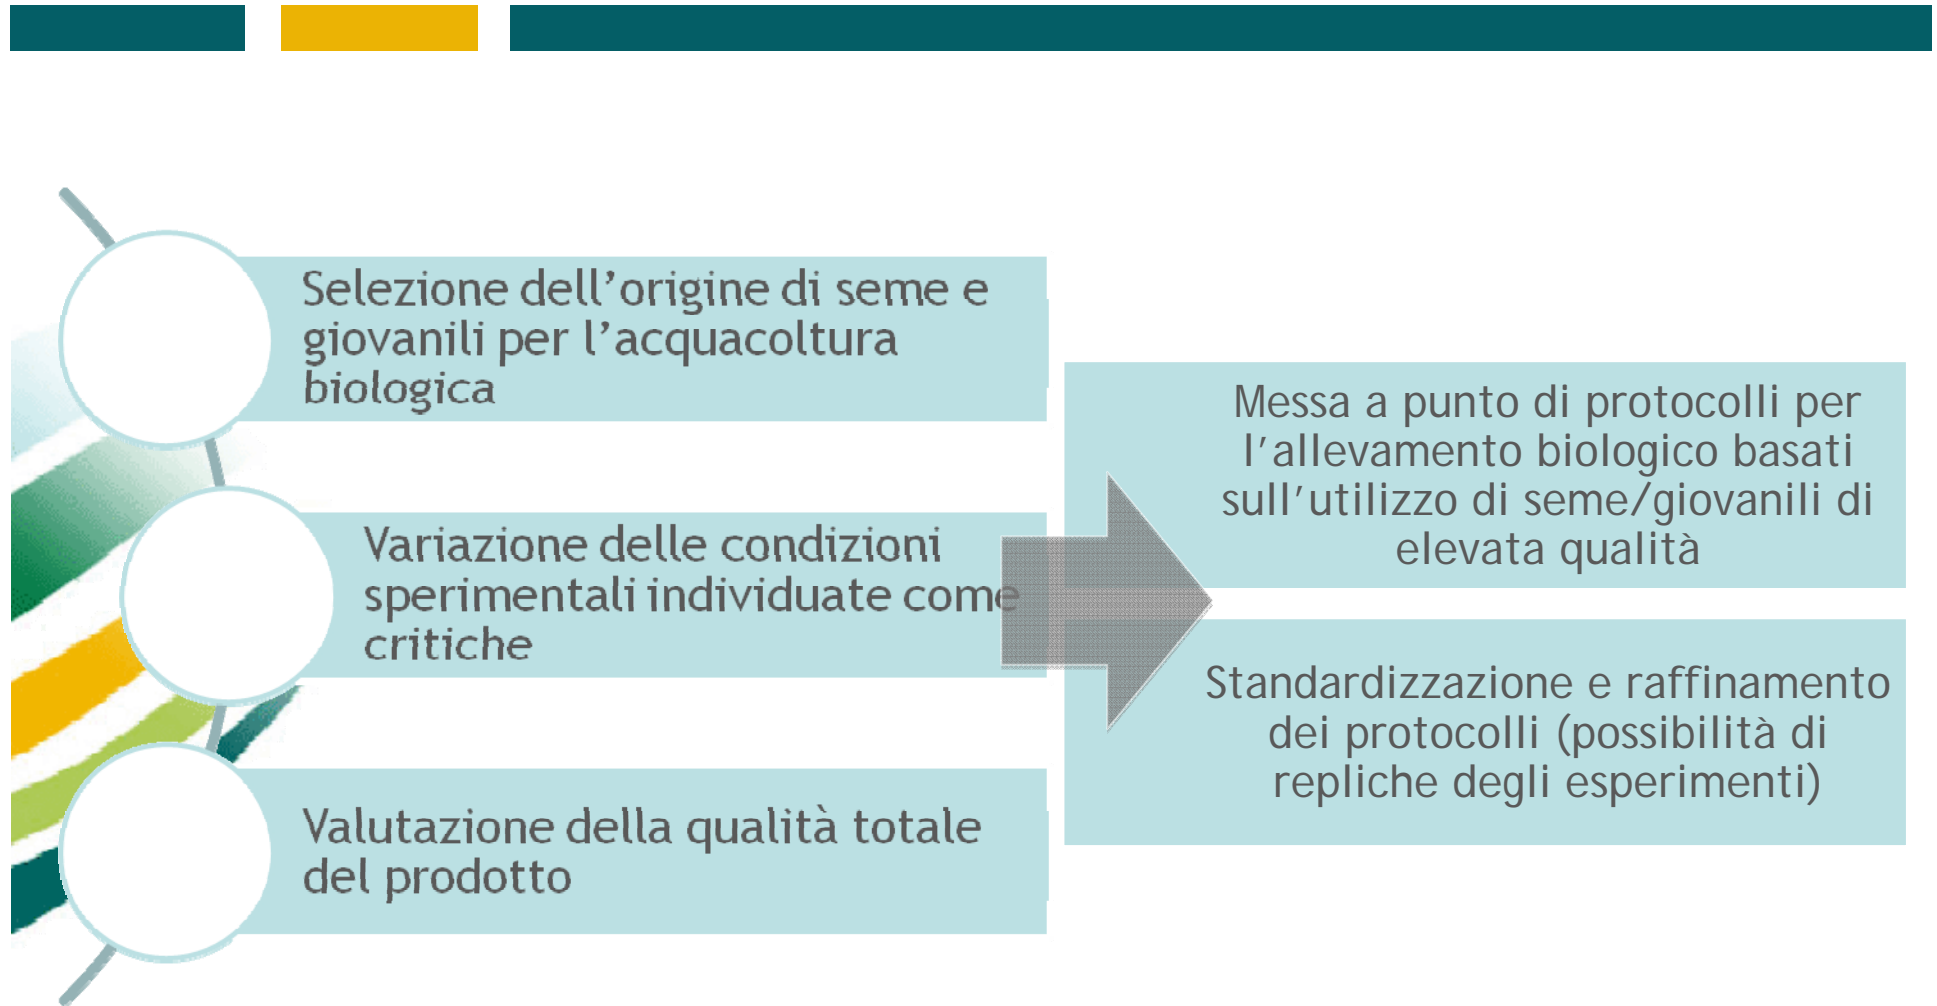 Selezione dell’origine di seme e
giovanili per l’acquacoltura
biologica
Variazione delle condizioni
sperimentali individuate come
critiche
Valutazione della qualità totale
del prodotto
Messa a punto di protocolli per
l’allevamento biologico basati
sull’utilizzo di seme/giovanili di
elevata qualità
Standardizzazione e raffinamento
dei protocolli (possibilità di
repliche degli esperimenti)